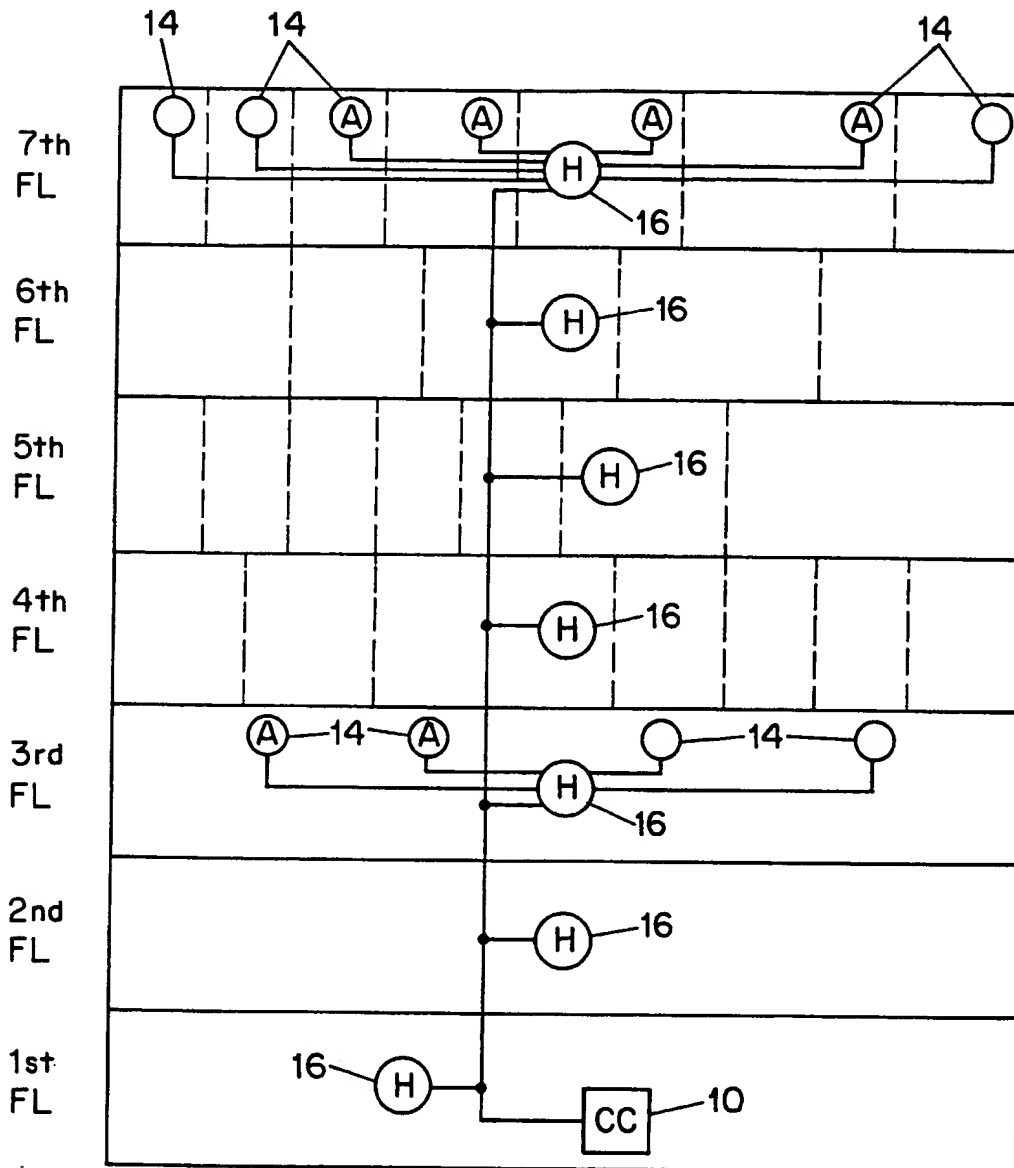 14 14 14
7th FL
A A A A
H
16
6th FL
H 16
5th FL
H 16
4th FL
H 16
3rd FL
A 14 A 14
H
16
2nd FL
H 16
1st FL
16 H
CC 10